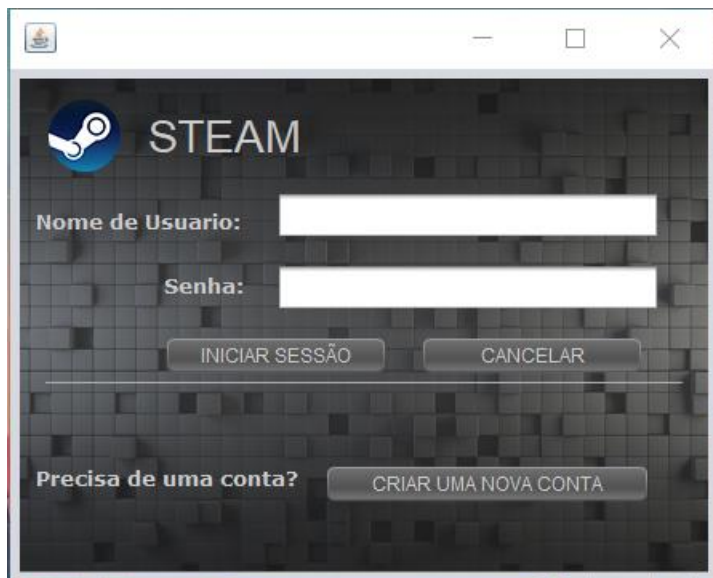 STEAM
Nome de Usuario:
Senha:
INICIAR SESSÃO CANCELAR
Precisa de uma conta? CRIAR UMA NOVA CONTA